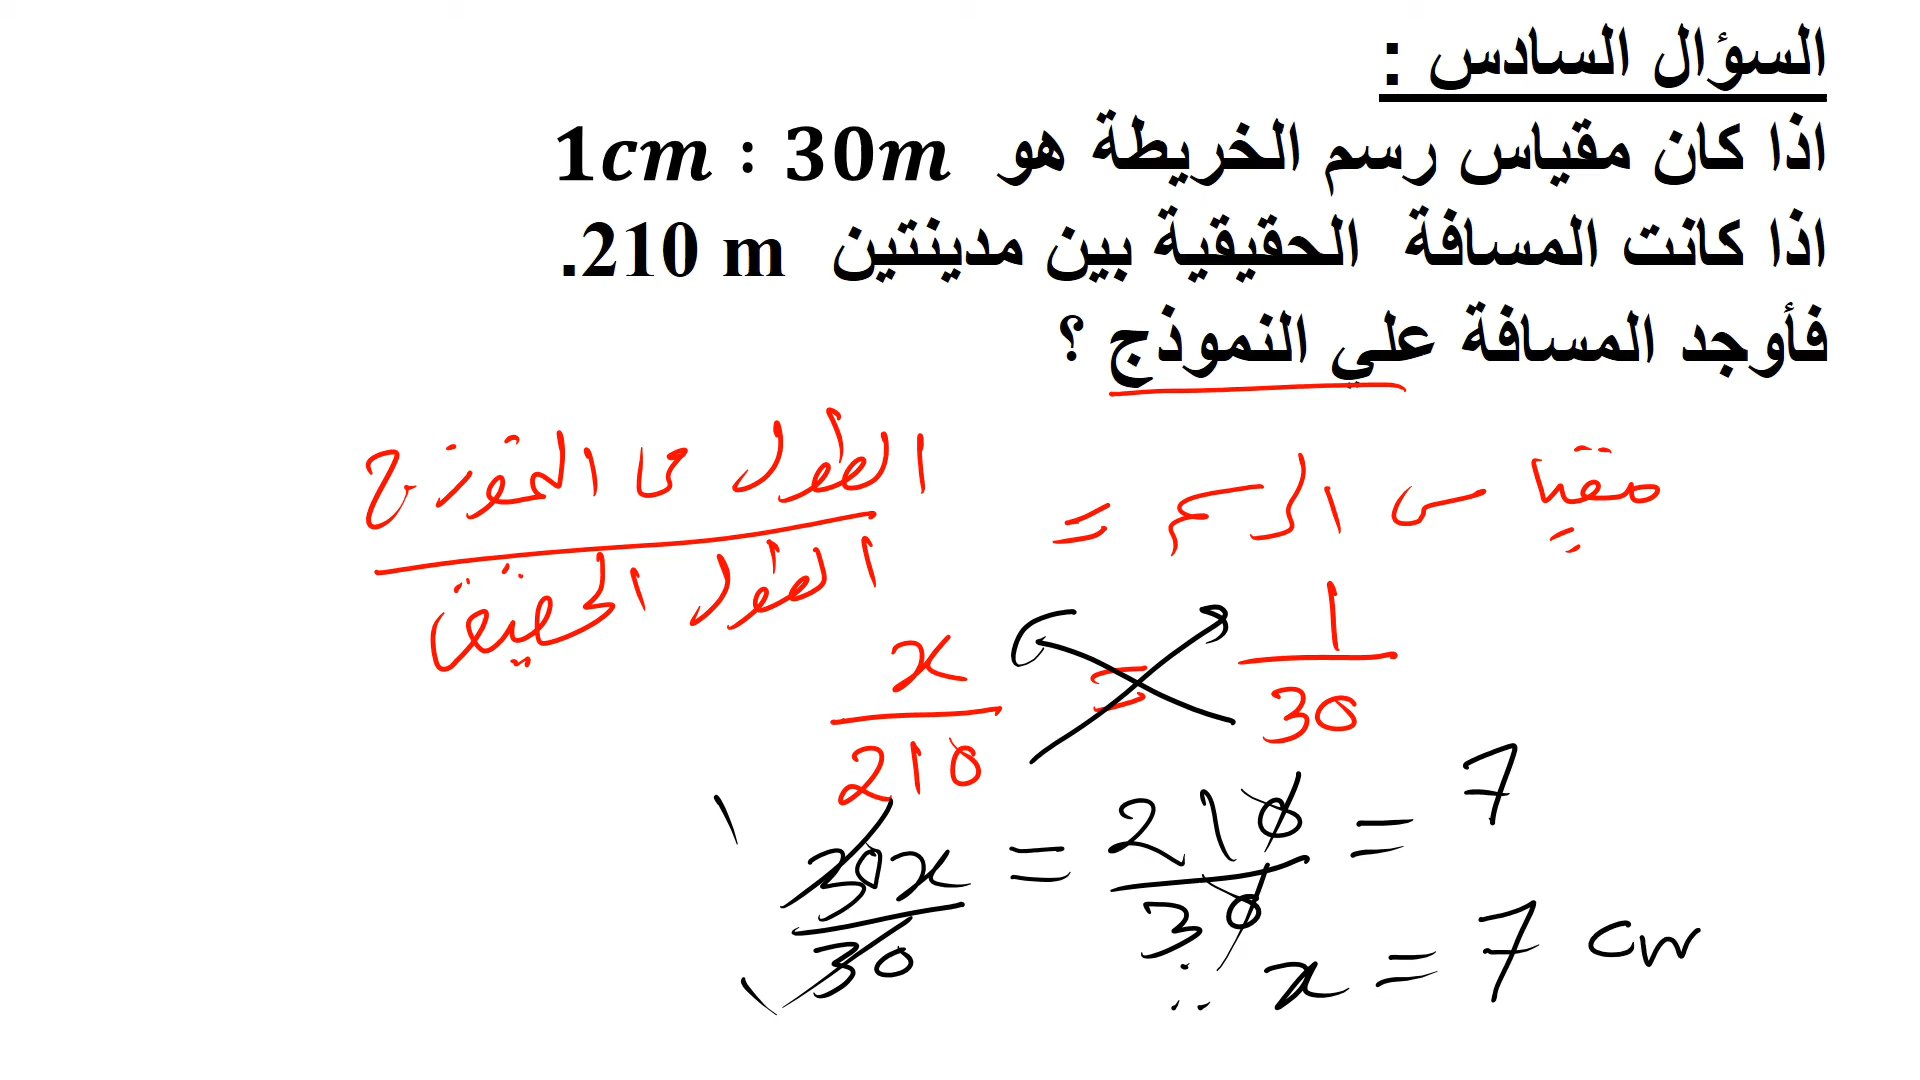 السؤال السادس :
اذا كان مقياس رسم الخريطة هو 1cm : 30m
اذا كانت المسافة الحقيقية بين مدينتين 210 m.
فأوجد المسافة علي النموذج ؟
مقياس الرسم = الطول في النموذج
الطول الحقيقي
x/210 = 1/30
30x/30 = 210/30 = 7
∴ x = 7 cm